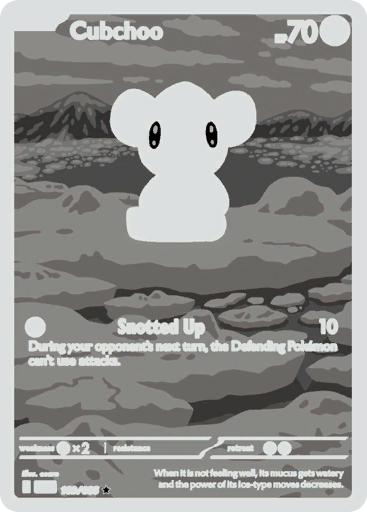 Cubchoo
HP70
Snotted Up 10
During your opponent's next turn, the Defending Pokémon
can't use attacks.
weakness ×2 resistance retreat
When it is not feeling well, its mucus gets watery
and the power of its Ice-type moves decreases.